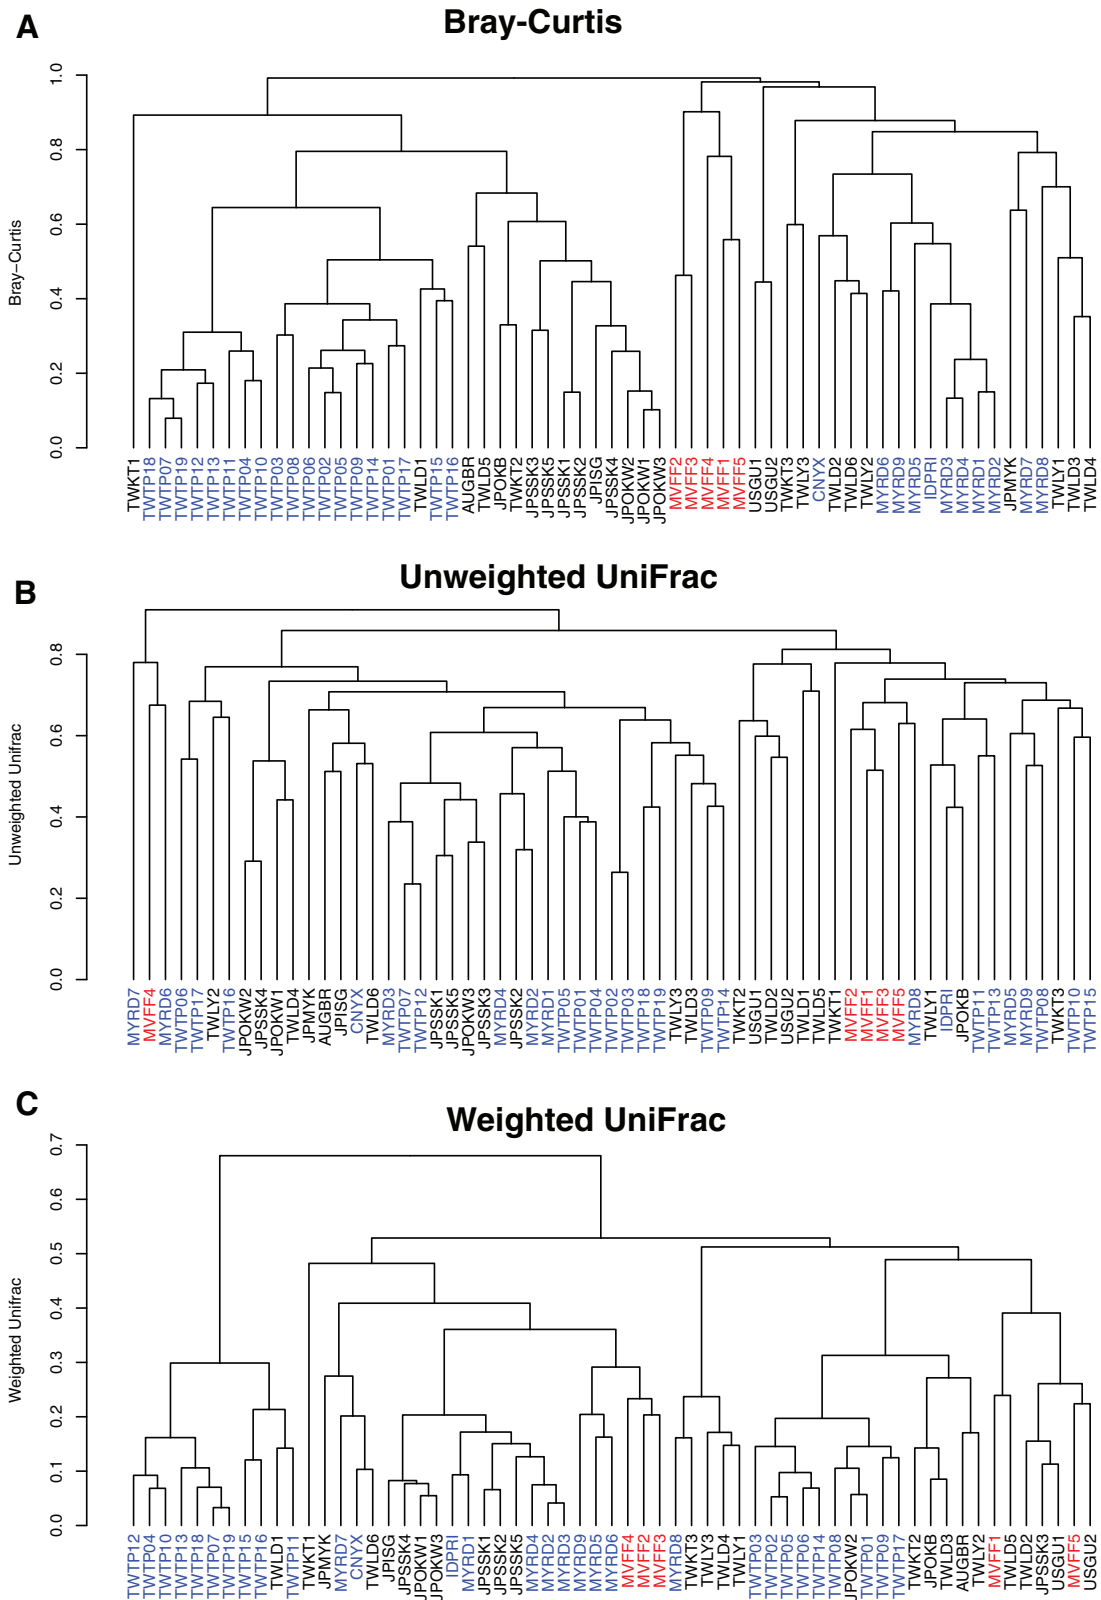 A
Bray-Curtis
Bray−Curtis
1.0
0.8
0.6
0.4
0.2
0.0
TWKT1
TWTP18
TWTP07
TWTP19
TWTP12
TWTP13
TWTP11
TWTP04
TWTP10
TWTP03
TWTP08
TWTP06
TWTP02
TWTP05
TWTP09
TWTP14
TWTP01
TWTP17
TWLD1
TWTP15
TWTP16
AUGBR
TWLD5
JPOKB
TWKT2
JPSSK3
JPSSK5
JPSSK1
JPSSK2
JPISG
JPSSK4
JPOKW2
JPOKW1
JPOKW3
MVFF2
MVFF3
MVFF4
MVFF1
MVFF5
USGU1
USGU2
TWKT3
TWLY3
CNYX
TWLD2
TWLD6
TWLY2
MYRD6
MYRD9
MYRD5
IDPRI
MYRD3
MYRD4
MYRD1
MYRD2
JPMYK
MYRD7
MYRD8
TWLY1
TWLD3
TWLD4
B
Unweighted UniFrac
Unweighted Unifrac
0.8
0.6
0.4
0.2
0.0
MYRD7
MVFF4
MYRD6
TWTP06
TWTP17
TWLY2
TWTP16
JPOKW2
JPSSK4
JPOKW1
TWLD4
JPMYK
AUGBR
JPISG
CNYX
TWLD6
MYRD3
TWTP07
TWTP12
JPSSK1
JPSSK5
JPOKW3
JPSSK3
MYRD4
JPSSK2
MYRD2
MYRD1
TWTP05
TWTP01
TWTP04
TWTP02
TWTP03
TWTP18
TWTP19
TWLY3
TWLD3
TWTP09
TWTP14
TWKT2
USGU1
TWLD2
USGU2
TWLD1
TWLD5
TWKT1
MVFF2
MVFF1
MVFF3
MVFF5
MYRD8
TWLY1
IDPRI
JPOKB
TWTP11
TWTP13
MYRD5
MYRD9
TWTP08
TWKT3
TWTP10
TWTP15
C
Weighted UniFrac
Weighted Unifrac
0.7
0.6
0.5
0.4
0.3
0.2
0.1
0.0
TWTP12
TWTP04
TWTP10
TWTP13
TWTP18
TWTP07
TWTP19
TWTP15
TWTP16
TWLD1
TWTP11
TWKT1
JPMYK
MYRD7
CNYX
TWLD6
JPISG
JPSSK4
JPOKW1
JPOKW3
IDPRI
MYRD1
JPSSK1
JPSSK2
JPSSK5
MYRD4
MYRD2
MYRD3
MYRD9
MYRD5
MYRD6
MVFF4
MVFF2
MVFF3
MYRD8
TWKT3
TWLY3
TWLD4
TWLY1
TWTP03
TWTP02
TWTP05
TWTP06
TWTP14
TWTP08
JPOKW2
TWTP01
TWTP09
TWTP17
TWKT2
JPOKB
TWLD3
AUGBR
TWLY2
MVFF1
TWLD5
TWLD2
JPSSK3
USGU1
MVFF5
USGU2